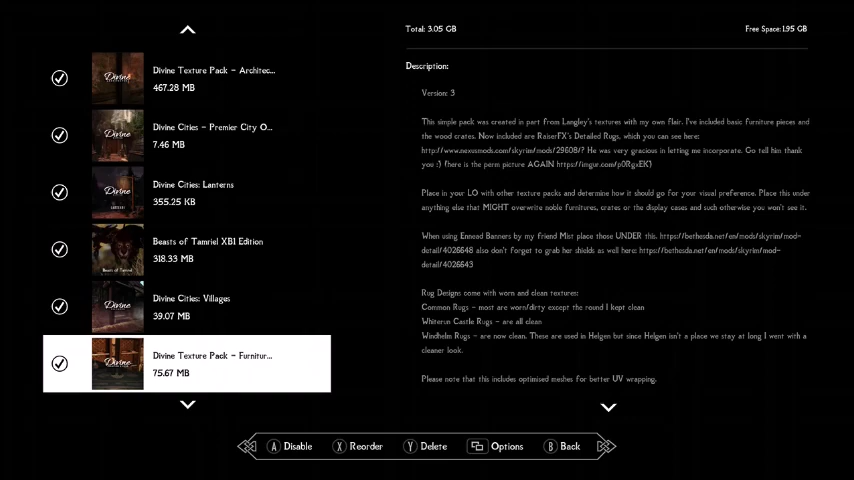 Total: 3.05 GB
Free Space: 1.95 GB
Divine Texture Pack - Architec...
467.28 MB
Divine Cities - Premier City O...
7.46 MB
Divine Cities: Lanterns
355.25 KB
Beasts of Tamriel XB1 Edition
318.33 MB
Divine Cities: Villages
39.07 MB
Divine Texture Pack - Furnitur...
75.67 MB
Divine
Divine
Divine
Beasts of Tamriel
Divine
Divine
Description:
Version: 3
This simple pack was created in part from Langley's textures with my own flair. I've included basic furniture pieces and
the wood crates. Now included are RaiserFX's Detailed Rugs, which you can see here:
http://www.nexusmods.com/skyrim/mods/29608/? He was very gracious in letting me incorporate. Go tell him thank
you :) {here is the perm picture AGAIN https://imgur.com/p0RgxEK}
Place in your LO with other texture packs and determine how it should go for your visual preference. Place this under
anything else that MIGHT overwrite noble furnitures, crates or the display cases and such otherwise you won't see it.
When using Ennead Banners by my friend Mist place those UNDER this. https://bethesda.net/en/mods/skyrim/mod-
detail/4026648 also don't forget to grab her shields as well here: https://bethesda.net/en/mods/skyrim/mod-
detail/4026643
Rug Designs come with worn and clean textures:
Common Rugs - most are worn/dirty except the round I kept clean
Whiterun Castle Rugs - are all clean
Windhelm Rugs - are now clean. These are used in Helgen but since Helgen isn't a place we stay at long I went with a
cleaner look.
Please note that this includes optimised meshes for better UV wrapping.
A Disable
X Reorder
Y Delete
Options
B Back